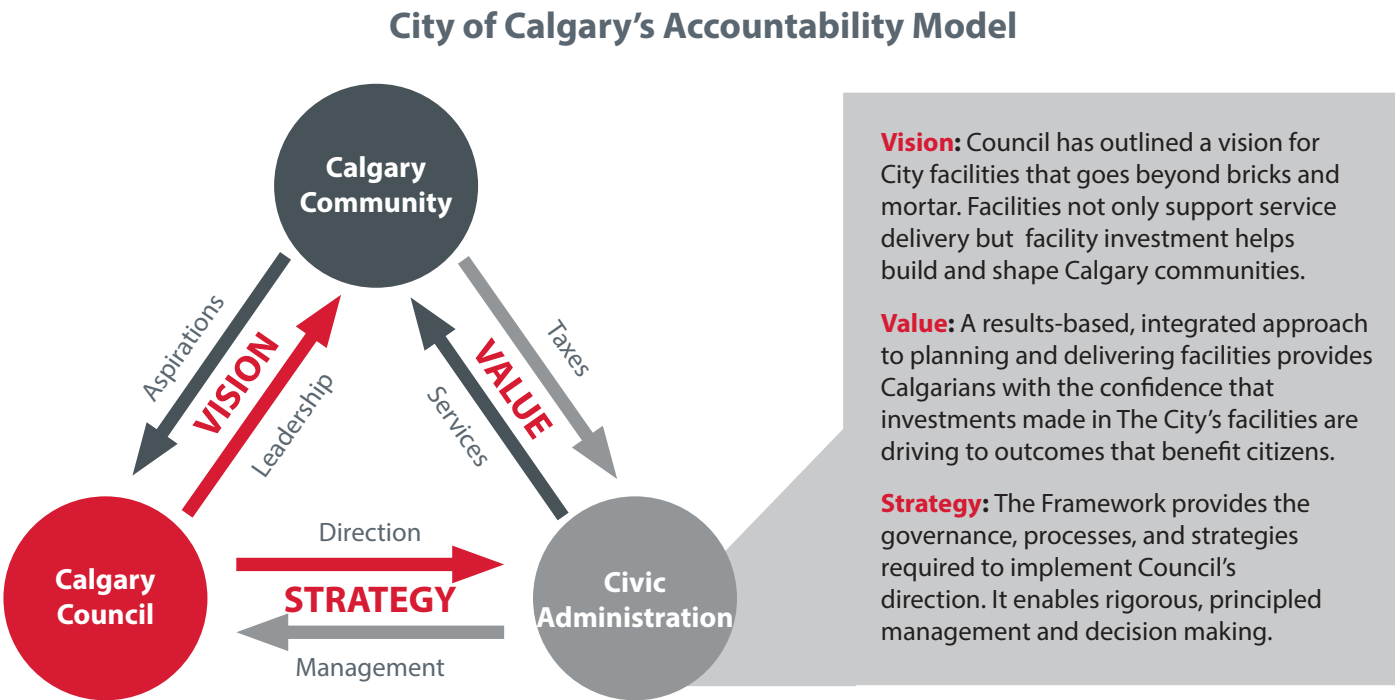 City of Calgary’s Accountability Model
Calgary
Community
Aspirations
VISION
Leadership
Services
VALUE
Taxes
Calgary
Council
Direction
STRATEGY
Management
Civic
Administration
Vision: Council has outlined a vision for
City facilities that goes beyond bricks and
mortar. Facilities not only support service
delivery but facility investment helps
build and shape Calgary communities.
Value: A results-based, integrated approach
to planning and delivering facilities provides
Calgarians with the confidence that
investments made in The City’s facilities are
driving to outcomes that benefit citizens.
Strategy: The Framework provides the
governance, processes, and strategies
required to implement Council’s
direction. It enables rigorous, principled
management and decision making.